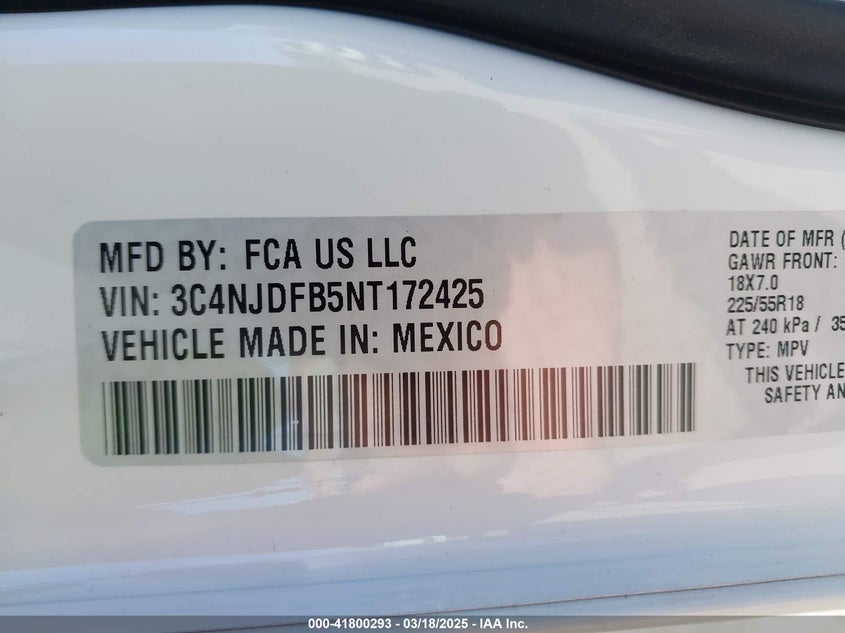 MFD BY: FCA US LLC
VIN: 3C4NJDFB5NT172425
VEHICLE MADE IN: MEXICO
DATE OF MFR (
GAWR FRONT:
18X7.0
225/55R18
AT 240 kPa / 35
TYPE: MPV
THIS VEHICLE
SAFETY AN
000-41800293 - 03/18/2025 - IAA Inc.